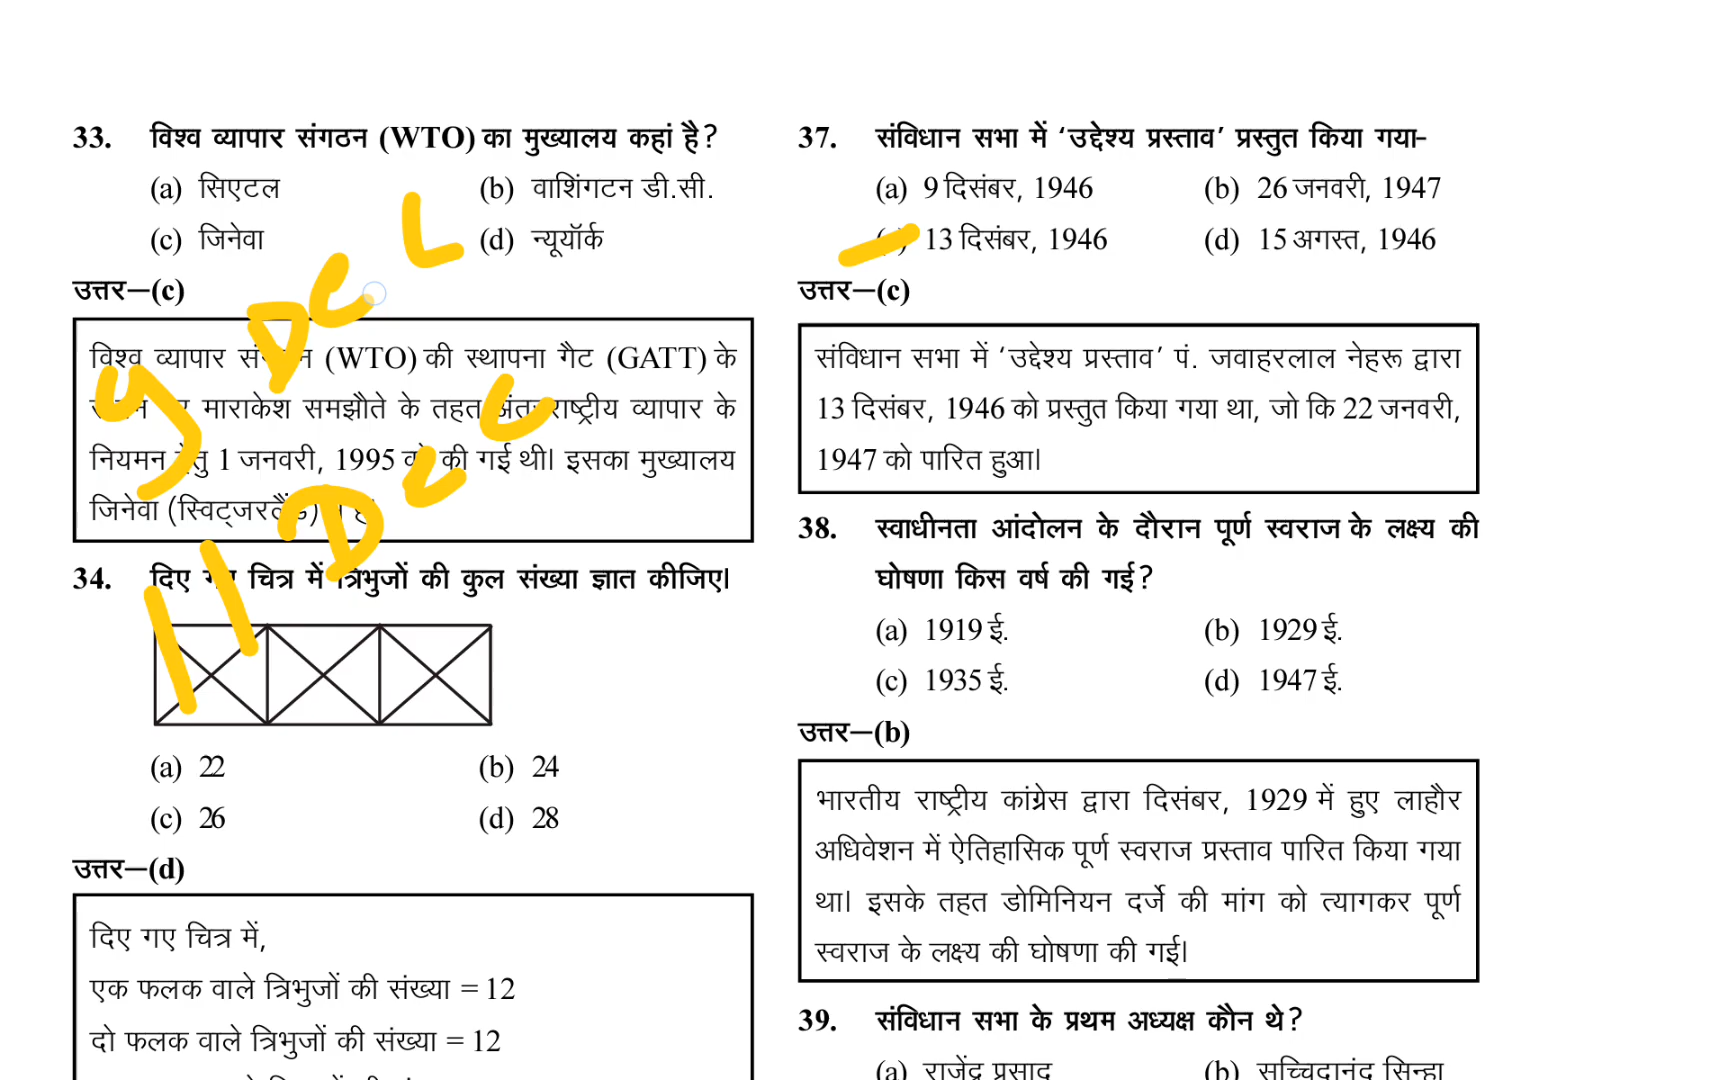 33. विश्व व्यापार संगठन (WTO) का मुख्यालय कहां है?
(a) सिएटल (b) वाशिंगटन डी.सी.
(c) जिनेवा (d) न्यूयॉर्क
उत्तर—(c)
विश्व व्यापार (WTO) की स्थापना गैट (GATT) के
माराकेश समझौते के तहत व्यापार के
नियमन 1 जनवरी, 1995 की गई थी। इसका मुख्यालय
जिनेवा
9 Dec
L
11 Dec
34. दिए चित्र में त्रिभुजों की कुल संख्या ज्ञात कीजिए।
(a) 22 (b) 24
(c) 26 (d) 28
उत्तर—(d)
दिए गए चित्र में,
एक फलक वाले त्रिभुजों की संख्या = 12
दो फलक वाले त्रिभुजों की संख्या = 12
37. संविधान सभा में ‘उद्देश्य प्रस्ताव’ प्रस्तुत किया गया-
(a) 9 दिसंबर, 1946 (b) 26 जनवरी, 1947
13 दिसंबर, 1946 (d) 15 अगस्त, 1946
उत्तर—(c)
संविधान सभा में ‘उद्देश्य प्रस्ताव’ पं. जवाहरलाल नेहरू द्वारा
13 दिसंबर, 1946 को प्रस्तुत किया गया था, जो कि 22 जनवरी,
1947 को पारित हुआ।
38. स्वाधीनता आंदोलन के दौरान पूर्ण स्वराज के लक्ष्य की
घोषणा किस वर्ष की गई?
(a) 1919 ई. (b) 1929 ई.
(c) 1935 ई. (d) 1947 ई.
उत्तर—(b)
भारतीय राष्ट्रीय कांग्रेस द्वारा दिसंबर, 1929 में हुए लाहौर
अधिवेशन में ऐतिहासिक पूर्ण स्वराज प्रस्ताव पारित किया गया
था। इसके तहत डोमिनियन दर्जे की मांग को त्यागकर पूर्ण
स्वराज के लक्ष्य की घोषणा की गई।
39. संविधान सभा के प्रथम अध्यक्ष कौन थे?
(a) राजेंद्र प्रसाद (b) सच्चिदानंद सिन्हा